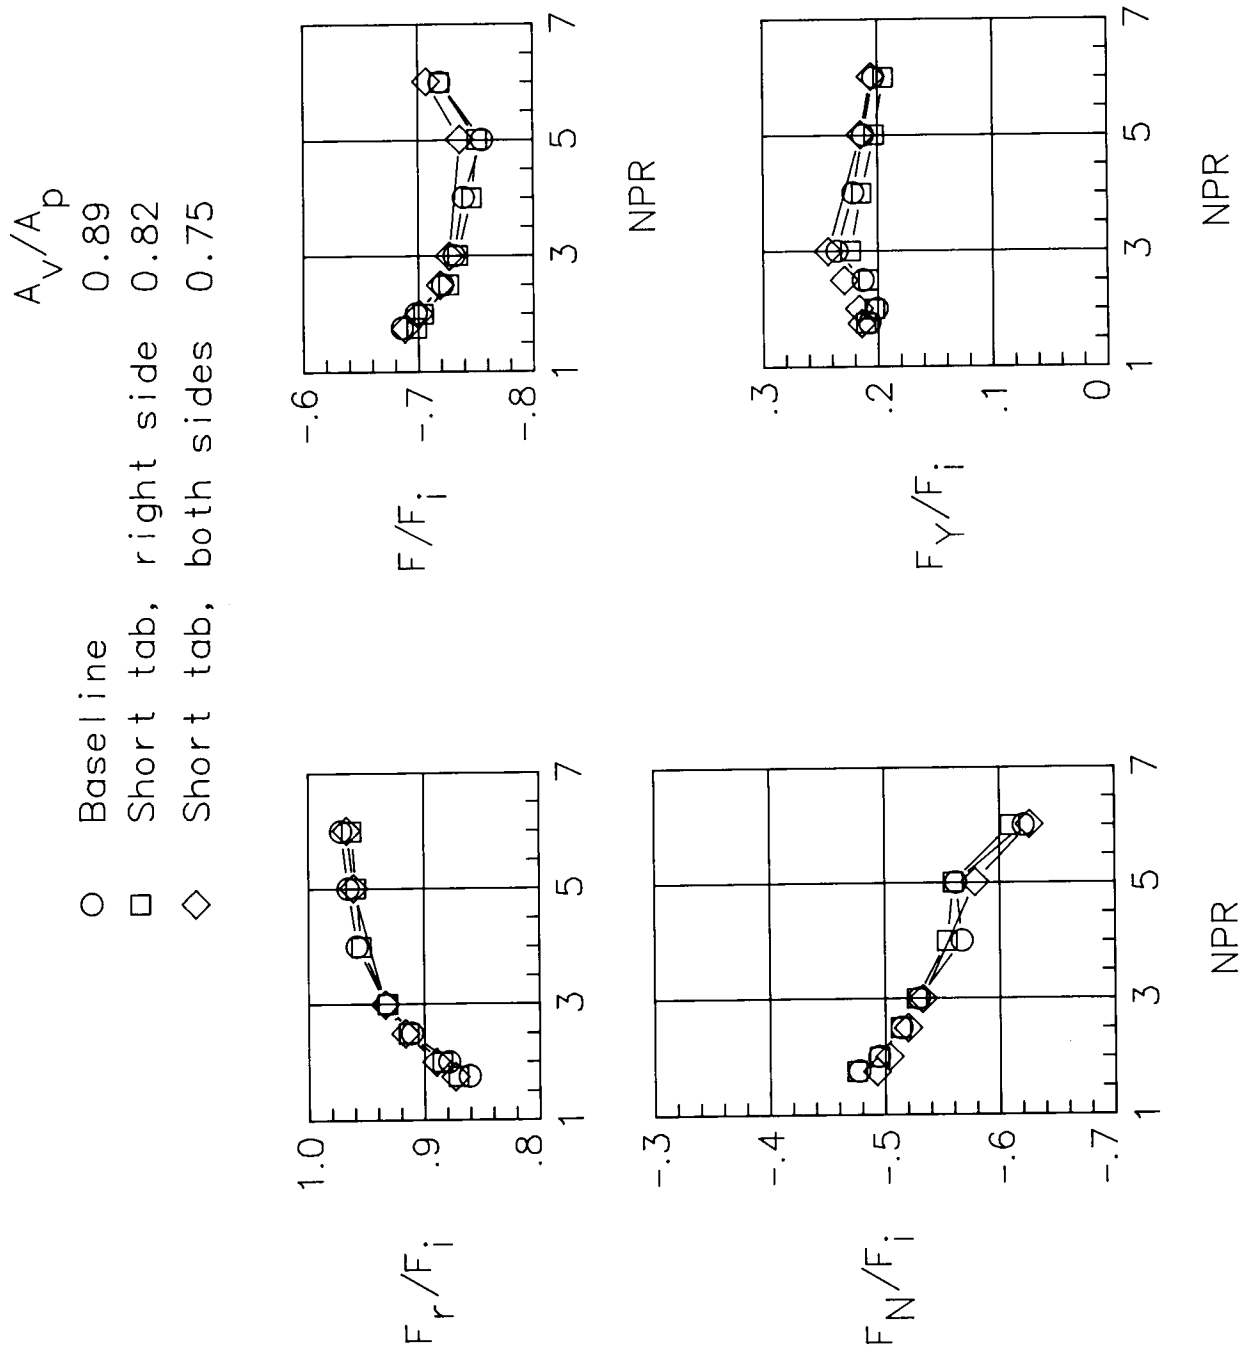 A_v/A_p
Baseline 0.89
Short tab, right side 0.82
Short tab, both sides 0.75
F_r/F_i
1.0
.9
.8
1 3 5 7
F/F_i
-.6
-.7
-.8
1 3 5 7
NPR
F_N/F_i
-.3
-.4
-.5
-.6
-.7
1 3 5 7
NPR
F_Y/F_i
.3
.2
.1
0
1 3 5 7
NPR